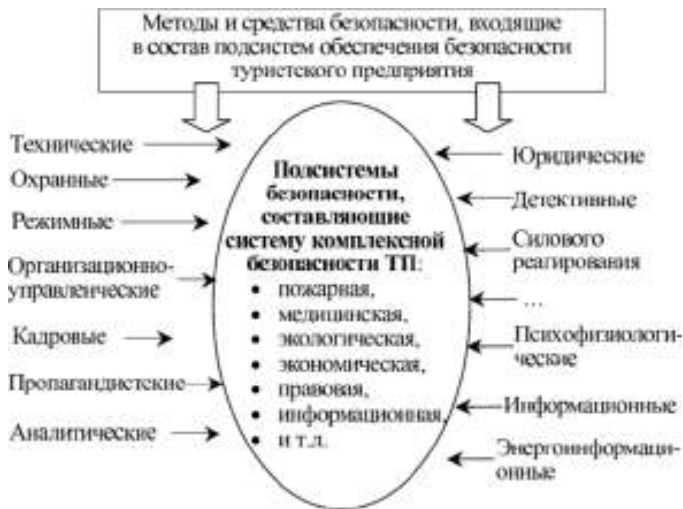 Методы и средства безопасности, входящие
в состав подсистем обеспечения безопасности
туристского предприятия
Технические
Охранные
Режимные
Организационно-
управленческие
Кадровые
Пропагандистские
Аналитические
Подсистемы
безопасности,
составляющие
систему комплексной
безопасности ТП:
• пожарная,
• медицинская,
• экологическая,
• экономическая,
• правовая,
• информационная,
• и т.д.
Юридические
Детективные
Силового
реагирования
...
Психофизиологи-
ческие
Информационные
Энергоинформаци-
онные